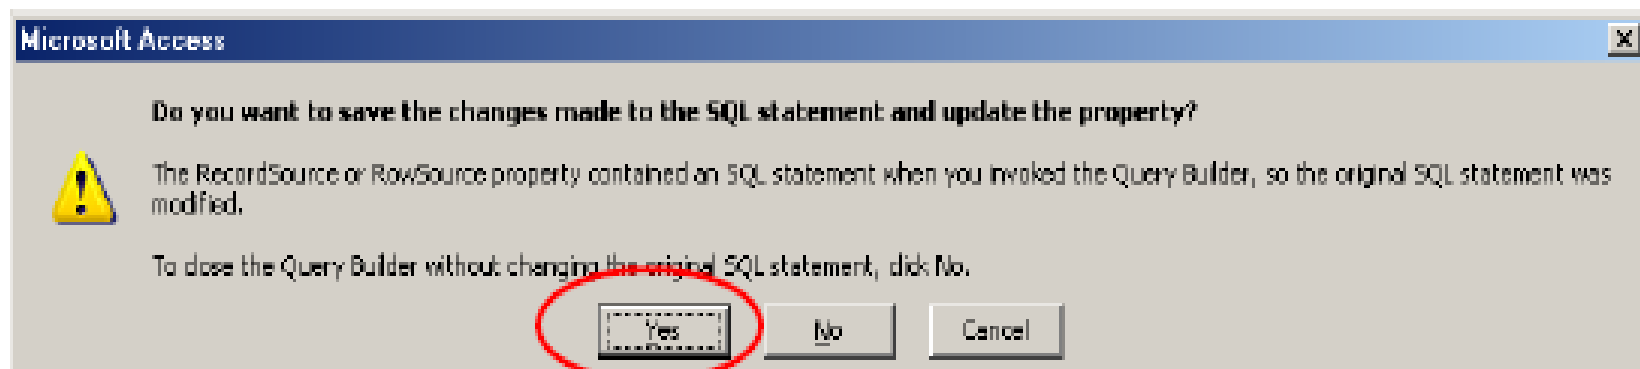 Microsoft Access
Do you want to save the changes made to the SQL statement and update the property?
The RecordSource or RowSource property contained an SQL statement when you invoked the Query Builder, so the original SQL statement was
modified.
To close the Query Builder without changing the original SQL statement, click No.
Yes No Cancel